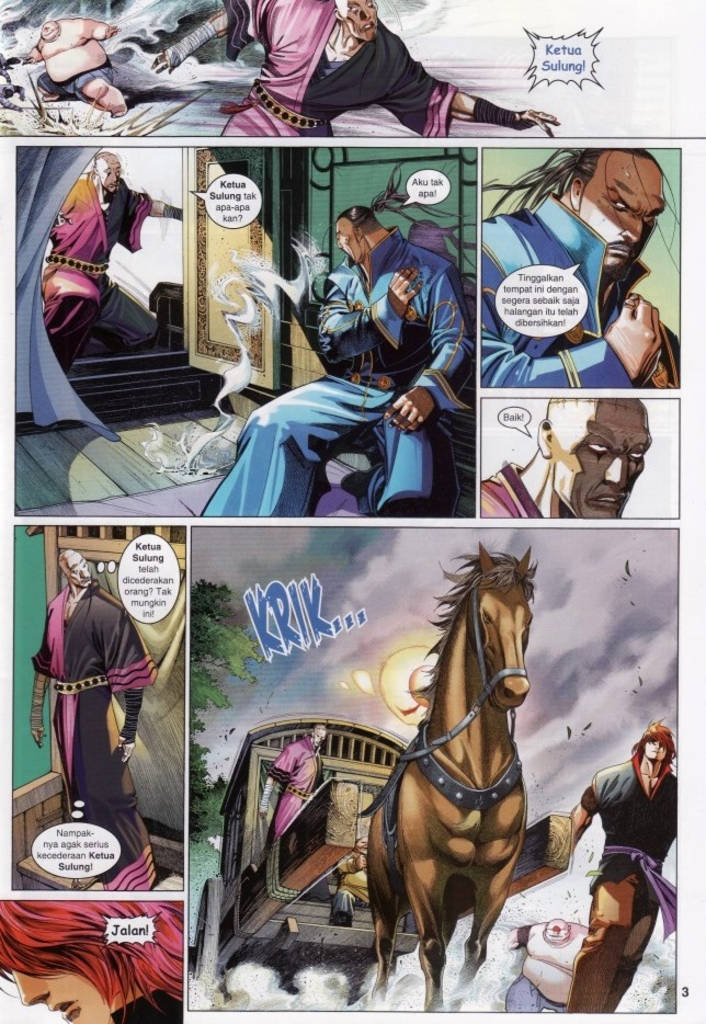 Ketua
Sulung!
Ketua
Sulung tak
apa-apa
kan?
Aku tak
apa!
Tinggalkan
tempat ini dengan
segera sebaik saja
halangan itu telah
dibersihkan!
Baik!
Ketua
Sulung
telah
dicederakan
orang? Tak
mungkin
ini!
Nampak-
nya agak serius
kecederaan Ketua
Sulung!
KRIK...
Jalan!
3